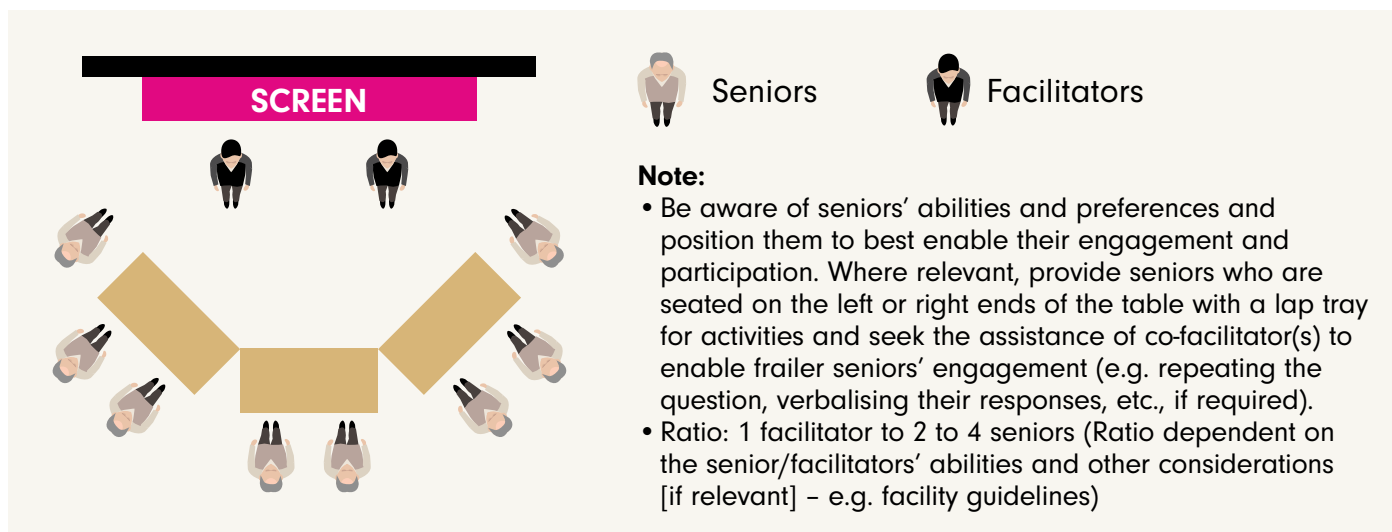 SCREEN
Seniors
Facilitators
Note:
• Be aware of seniors’ abilities and preferences and
position them to best enable their engagement and
participation. Where relevant, provide seniors who are
seated on the left or right ends of the table with a lap tray
for activities and seek the assistance of co-facilitator(s) to
enable frailer seniors’ engagement (e.g. repeating the
question, verbalising their responses, etc., if required).
• Ratio: 1 facilitator to 2 to 4 seniors (Ratio dependent on
the senior/facilitators’ abilities and other considerations
[if relevant] – e.g. facility guidelines)